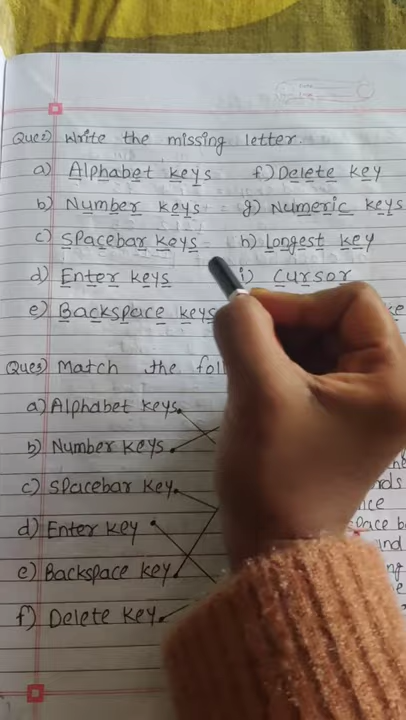 Ques) Write the missing letter.
a) Alphabet keys f.) Delete key
b) Number keys g) Numeric keys
c) Spacebar keys h) Longest key
d) Enter keys i) Cursor
e) Backspace keys
Ques) Match the
a) Alphabet keys
b) Number keys
c) Spacebar key
d) Enter key
e) Backspace key
f) Delete key